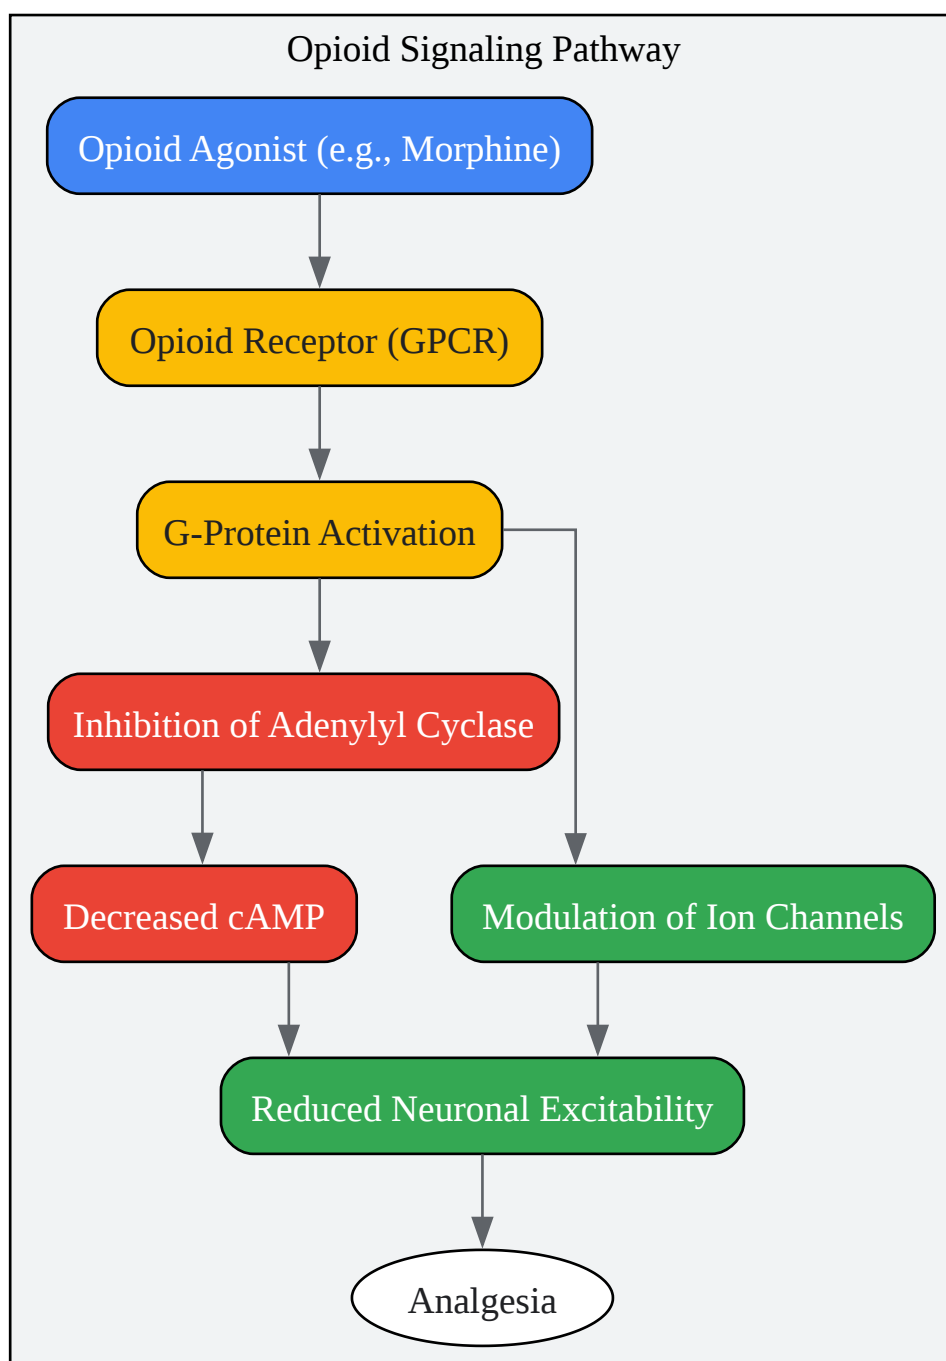 Opioid Signaling Pathway
Opioid Agonist (e.g., Morphine)
Opioid Receptor (GPCR)
G-Protein Activation
Inhibition of Adenylyl Cyclase
Decreased cAMP
Modulation of Ion Channels
Reduced Neuronal Excitability
Analgesia